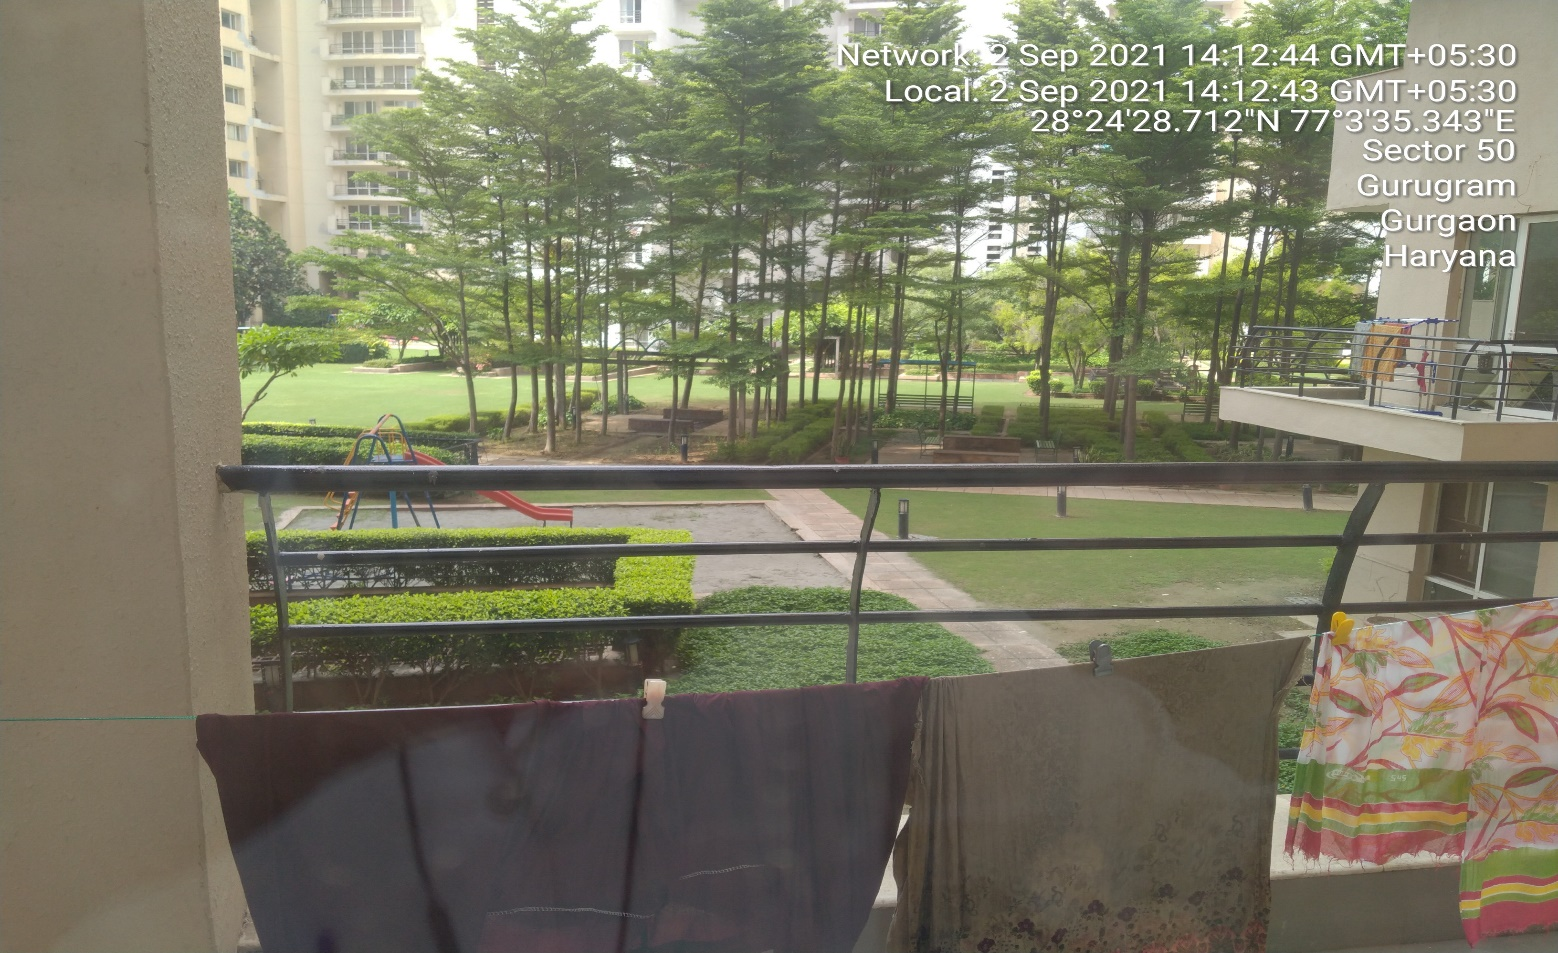 Network: 2 Sep 2021 14:12:44 GMT+05:30
Local: 2 Sep 2021 14:12:43 GMT+05:30
28°24'28.712"N 77°3'35.343"E
Sector 50
Gurugram
Gurgaon
Haryana